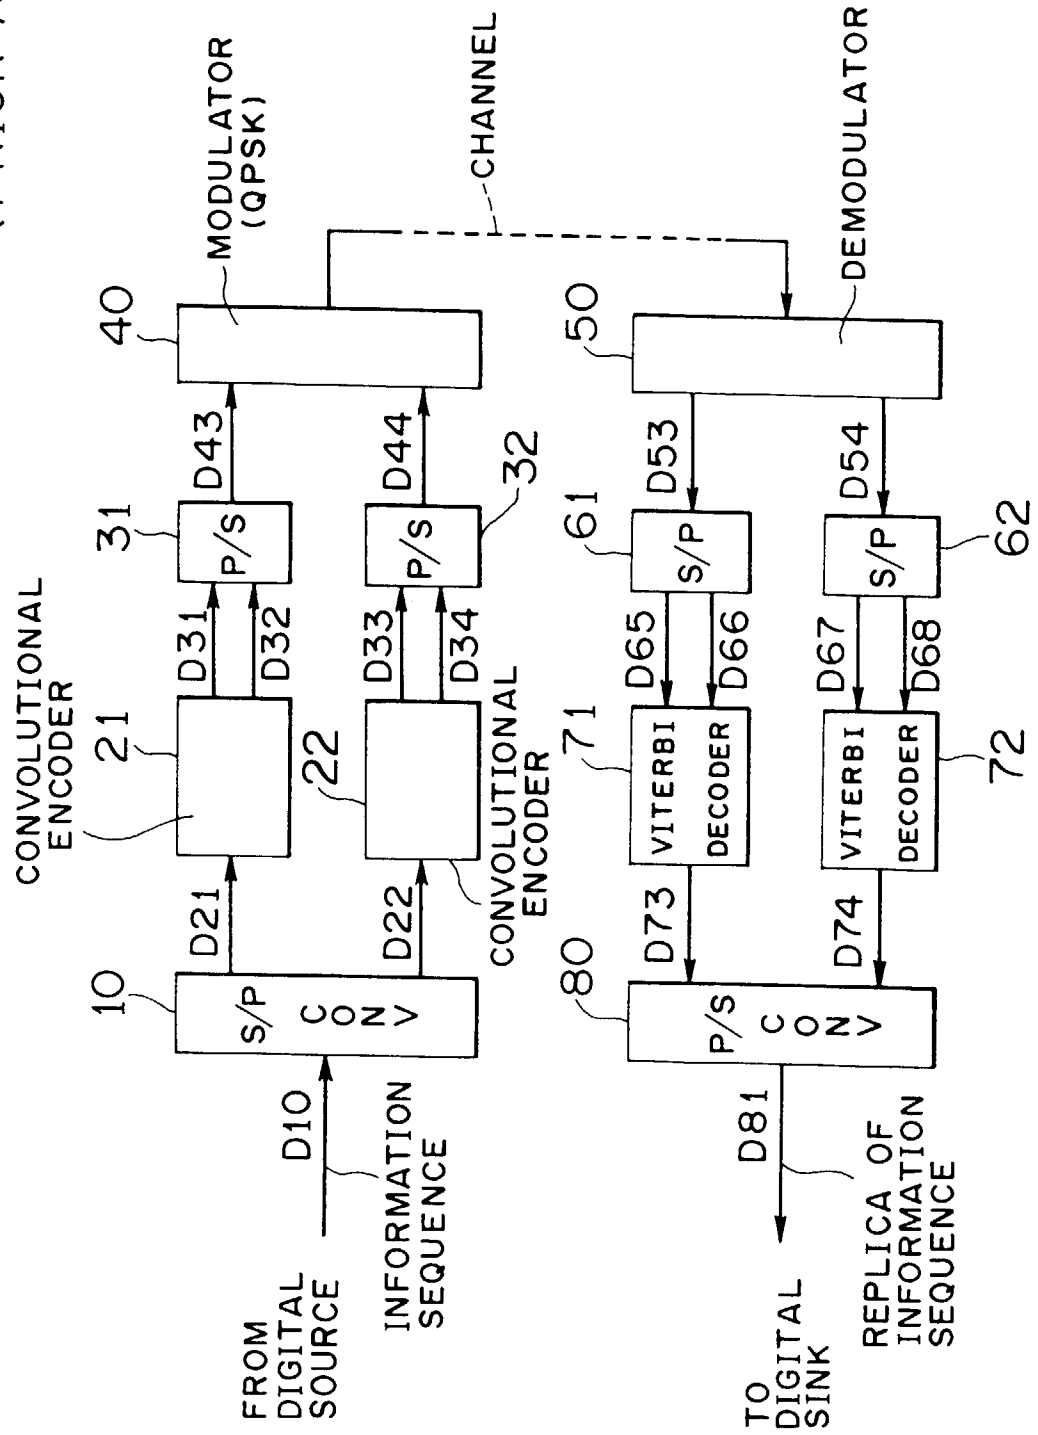 CONVOLUTIONAL
ENCODER
10
S/P
CONV
D10
FROM
DIGITAL
SOURCE
INFORMATION
SEQUENCE
D21
D22
21
22
CONVOLUTIONAL
ENCODER
D31
D32
D33
D34
31
P/S
P/S
32
D43
D44
40
MODULATOR
(QPSK)
CHANNEL
50
DEMODULATOR
D53
D54
61
S/P
S/P
62
D65
D66
D67
D68
71
VITERBI
DECODER
VITERBI
DECODER
72
D73
D74
80
P/S
CONV
D81
TO
DIGITAL
SINK
REPLICA OF
INFORMATION
SEQUENCE